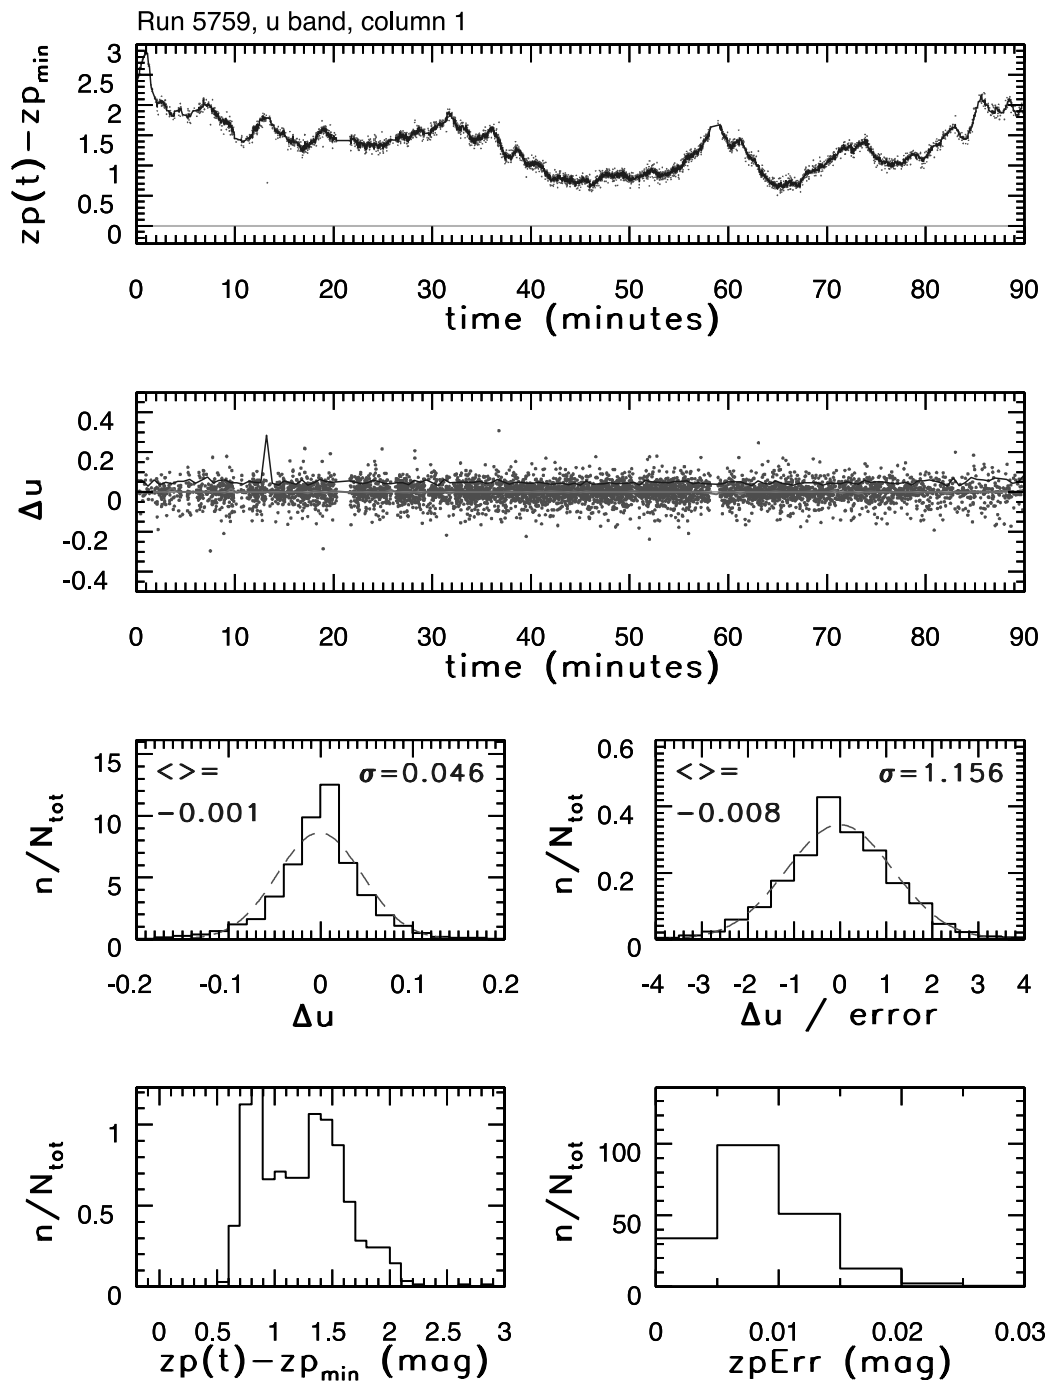 Run 5759, u band, column 1
zp(t)-zp_min
3
2.5
2
1.5
1
0.5
0
0 10 20 30 40 50 60 70 80 90
time (minutes)
Δu
0.4
0.2
0
-0.2
-0.4
0 10 20 30 40 50 60 70 80 90
time (minutes)
n/N_tot
15
10
5
0
<>=
-0.001
σ=0.046
-0.2 -0.1 0 0.1 0.2
Δu
n/N_tot
0.6
0.4
0.2
0
<>=
-0.008
σ=1.156
-4 -3 -2 -1 0 1 2 3 4
Δu / error
n/N_tot
1
0.5
0
0 0.5 1 1.5 2 2.5 3
zp(t)-zp_min (mag)
n/N_tot
100
50
0
0 0.01 0.02 0.03
zpErr (mag)